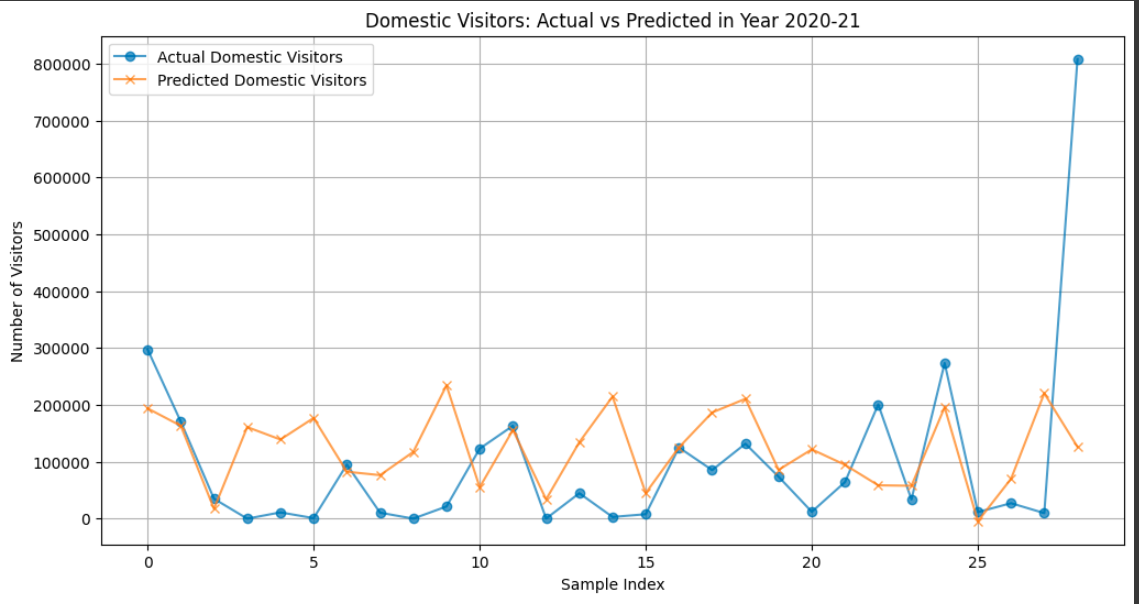 Domestic Visitors: Actual vs Predicted in Year 2020-21
Actual Domestic Visitors
Predicted Domestic Visitors
Number of Visitors
800000
700000
600000
500000
400000
300000
200000
100000
0
0 5 10 15 20 25
Sample Index